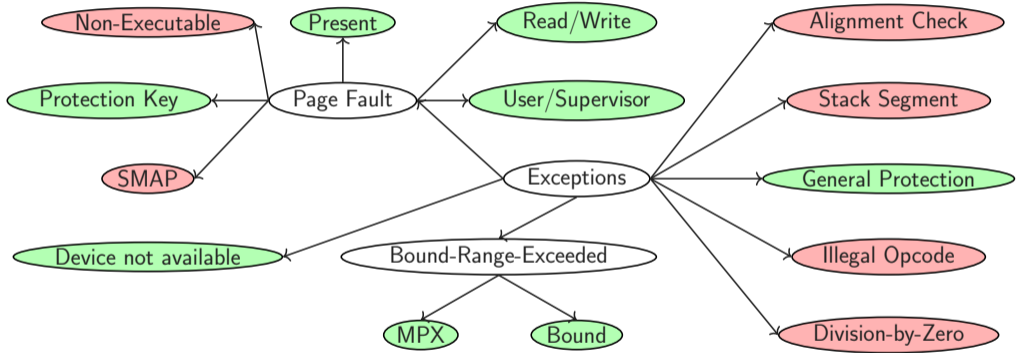 Non-Executable
Present
Read/Write
Alignment Check
Protection Key
Page Fault
User/Supervisor
Stack Segment
SMAP
Exceptions
General Protection
Device not available
Bound-Range-Exceeded
Illegal Opcode
MPX
Bound
Division-by-Zero